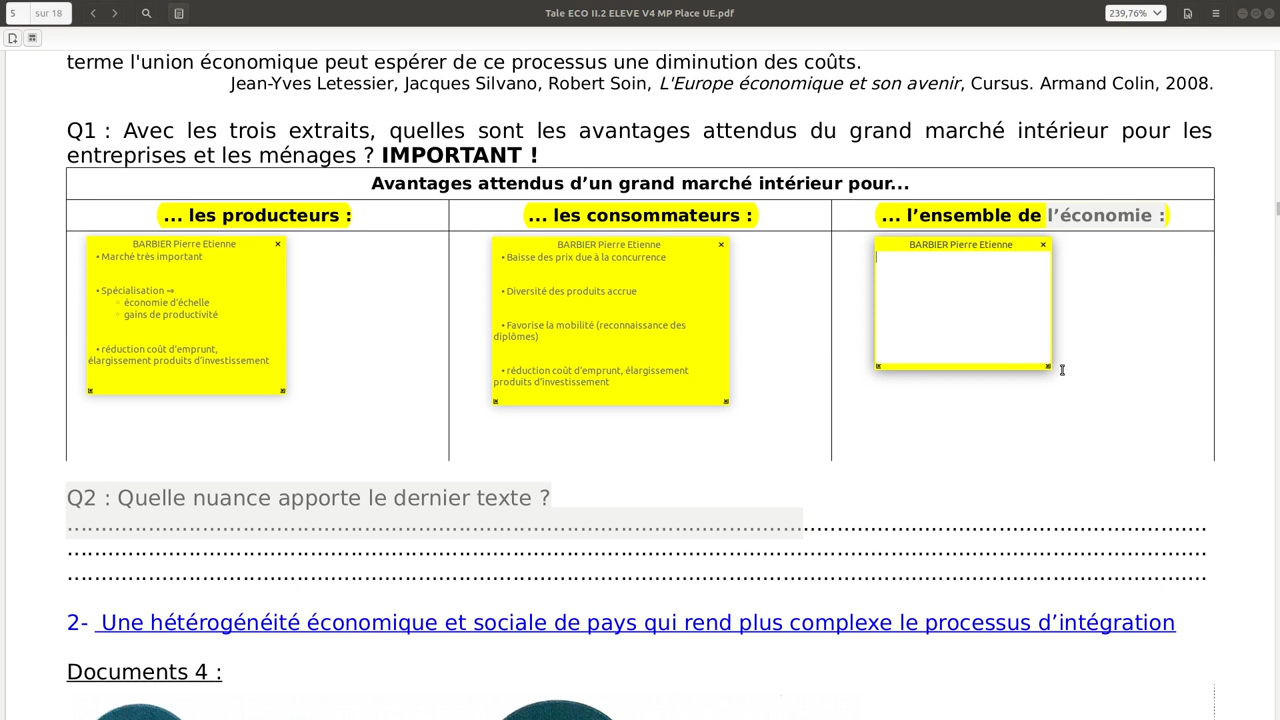 5 sur 18 Tale ECO II.2 ELEVE V4 MP Place UE.pdf 239,76%
terme l'union économique peut espérer de ce processus une diminution des coûts.
Jean-Yves Letessier, Jacques Silvano, Robert Soin, L'Europe économique et son avenir, Cursus. Armand Colin, 2008.
Q1 : Avec les trois extraits, quelles sont les avantages attendus du grand marché intérieur pour les
entreprises et les ménages ? IMPORTANT !
Avantages attendus d’un grand marché intérieur pour...
... les producteurs :
... les consommateurs :
... l’ensemble de l’économie :
BARBIER Pierre Etienne
• Marché très important
• Spécialisation ⇒
◦ économie d'échelle
◦ gains de productivité
• réduction coût d'emprunt,
élargissement produits d'investissement
BARBIER Pierre Etienne
• Baisse des prix due à la concurrence
• Diversité des produits accrue
• Favorise la mobilité (reconnaissance des
diplômes)
• réduction coût d'emprunt, élargissement
produits d'investissement
BARBIER Pierre Etienne
Q2 : Quelle nuance apporte le dernier texte ?
2- Une hétérogénéité économique et sociale de pays qui rend plus complexe le processus d’intégration
Documents 4 :